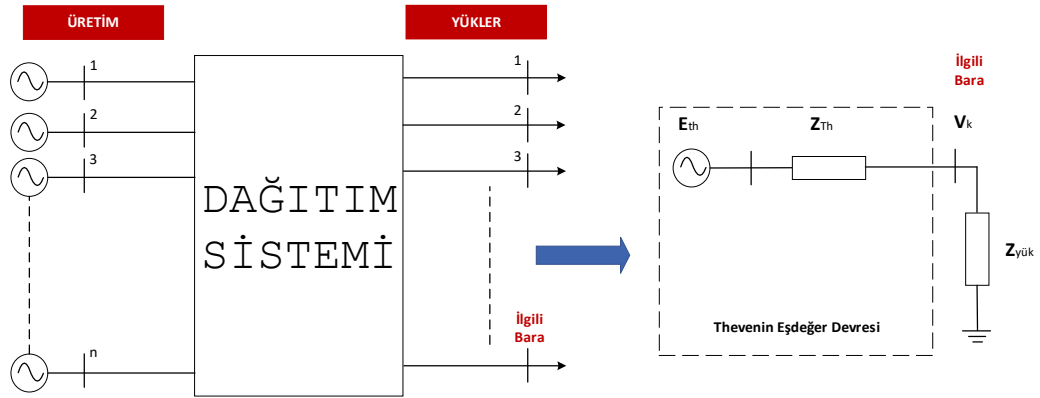 ÜRETİM
YÜKLER
1
2
3
n
DAĞITIM
SİSTEMİ
1
2
3
İlgili
Bara
Eth
ZTh
İlgili
Bara
Vk
Zyük
Thevenin Eşdeğer Devresi